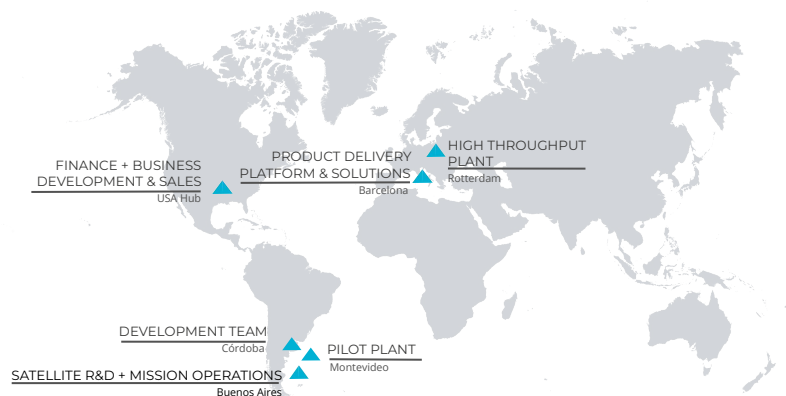 HIGH THROUGHPUT
PLANT
Rotterdam
PRODUCT DELIVERY
PLATFORM & SOLUTIONS
Barcelona
FINANCE + BUSINESS
DEVELOPMENT & SALES
USA Hub
DEVELOPMENT TEAM
Córdoba
PILOT PLANT
Montevideo
SATELLITE R&D + MISSION OPERATIONS
Buenos Aires